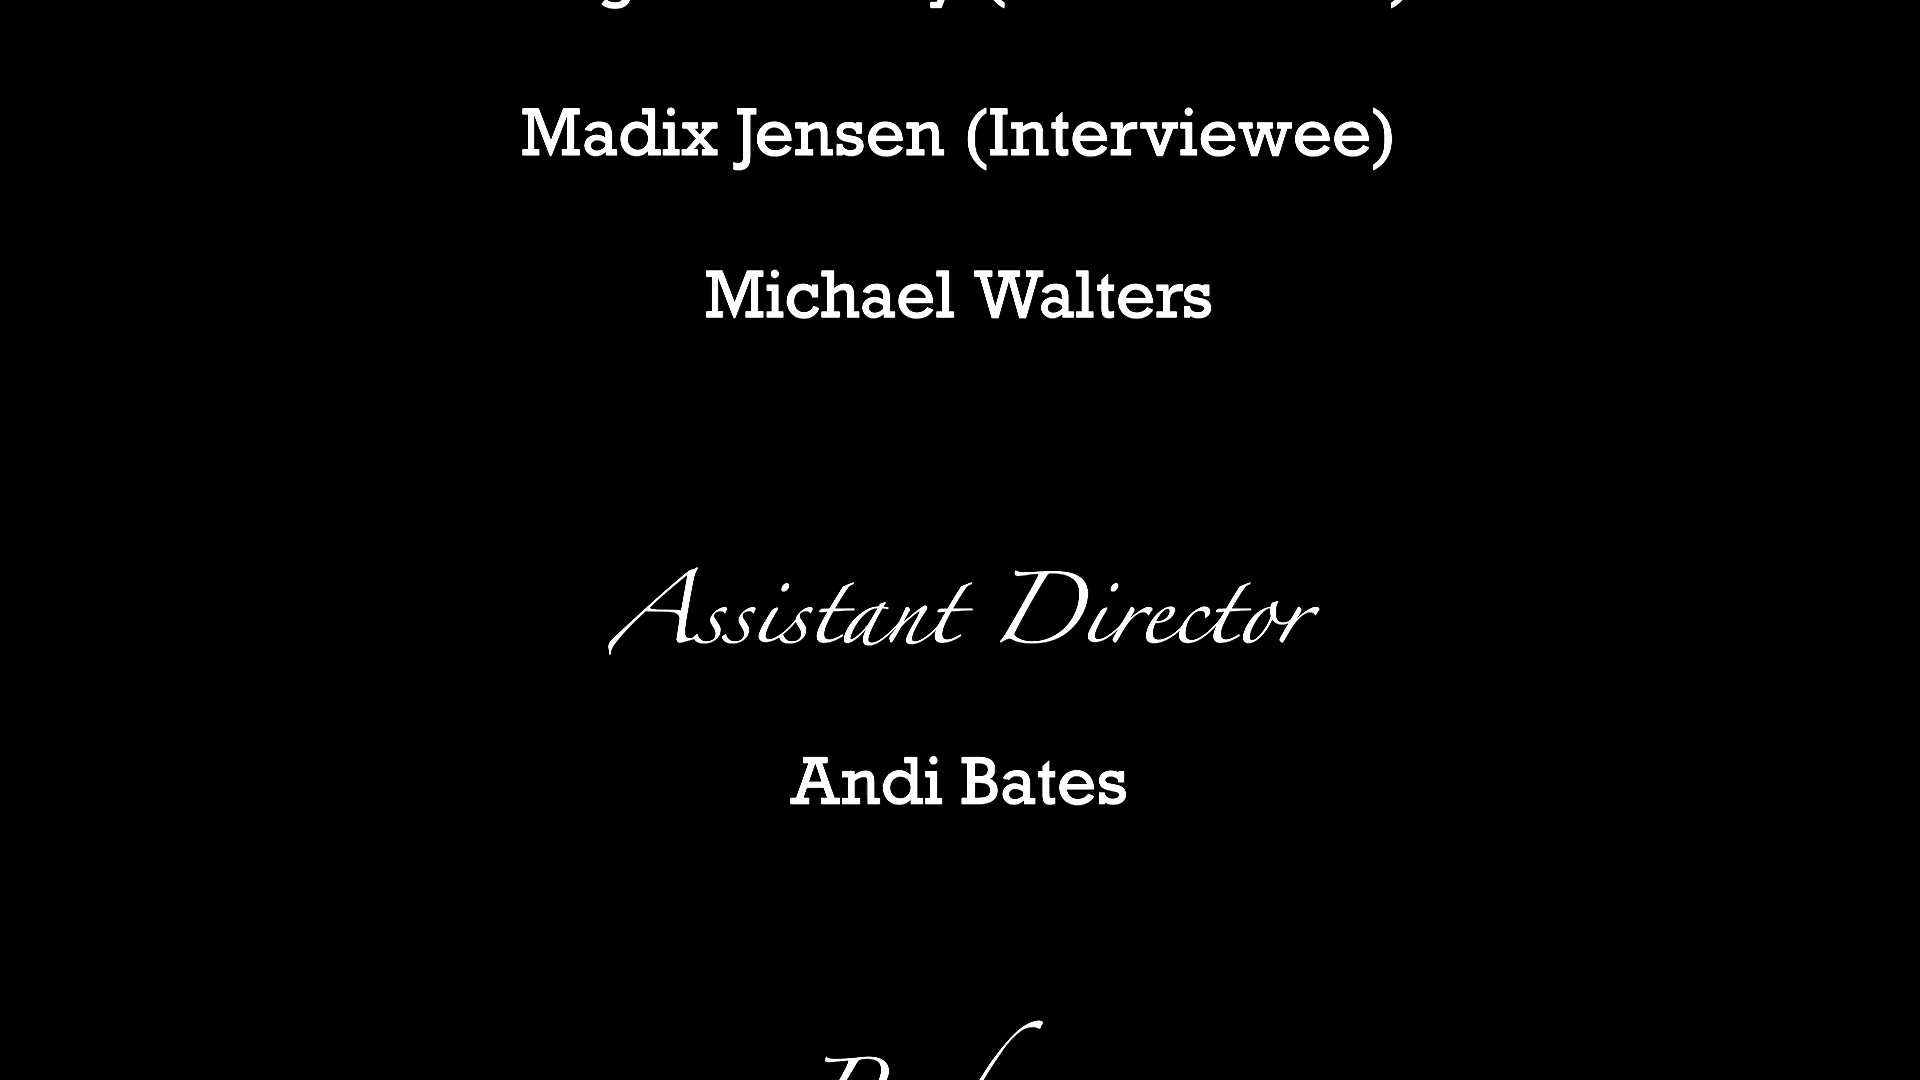 Madix Jensen (Interviewee)
Michael Walters
Assistant Director
Andi Bates